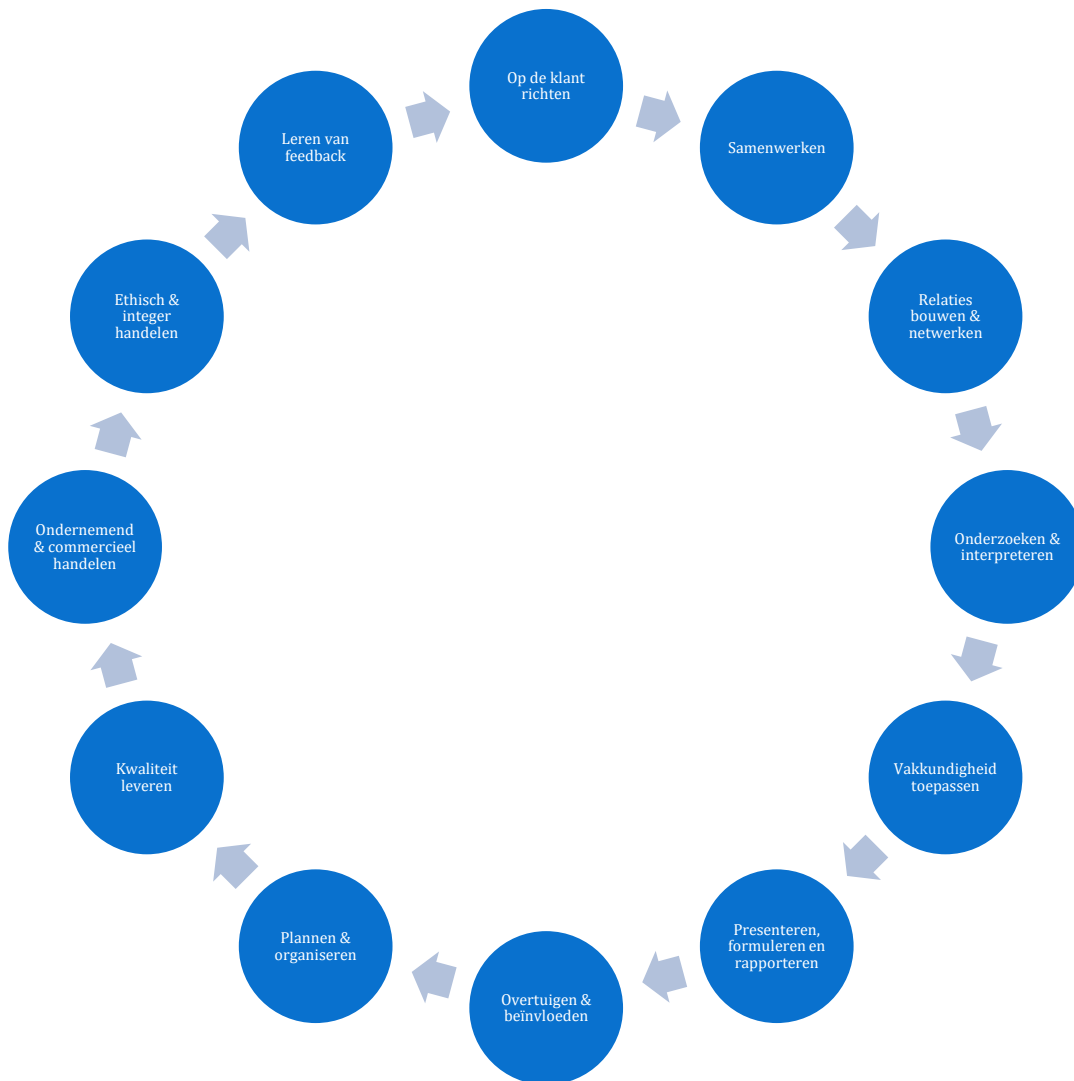 Op de klant
richten
Samenwerken
Relaties
bouwen &
netwerken
Onderzoeken &
interpreteren
Vakkundigheid
toepassen
Presenteren,
formuleren en
rapporteren
Overtuigen &
beïnvloeden
Plannen &
organiseren
Kwaliteit
leveren
Ondernemend
& commercieel
handelen
Ethisch &
integer
handelen
Leren van
feedback